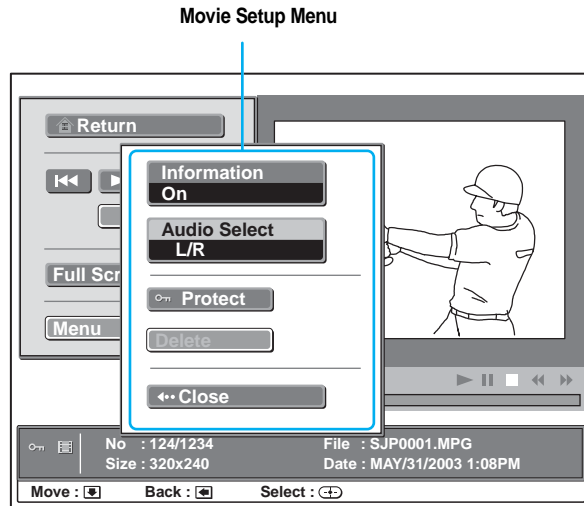 Movie Setup Menu
Return
Information
On
Audio Select
L/R
Full Scr
Protect
Menu
Delete
Close
No : 124/1234
File : SJP0001.MPG
Size : 320x240
Date : MAY/31/2003 1:08PM
Move :
Back :
Select :